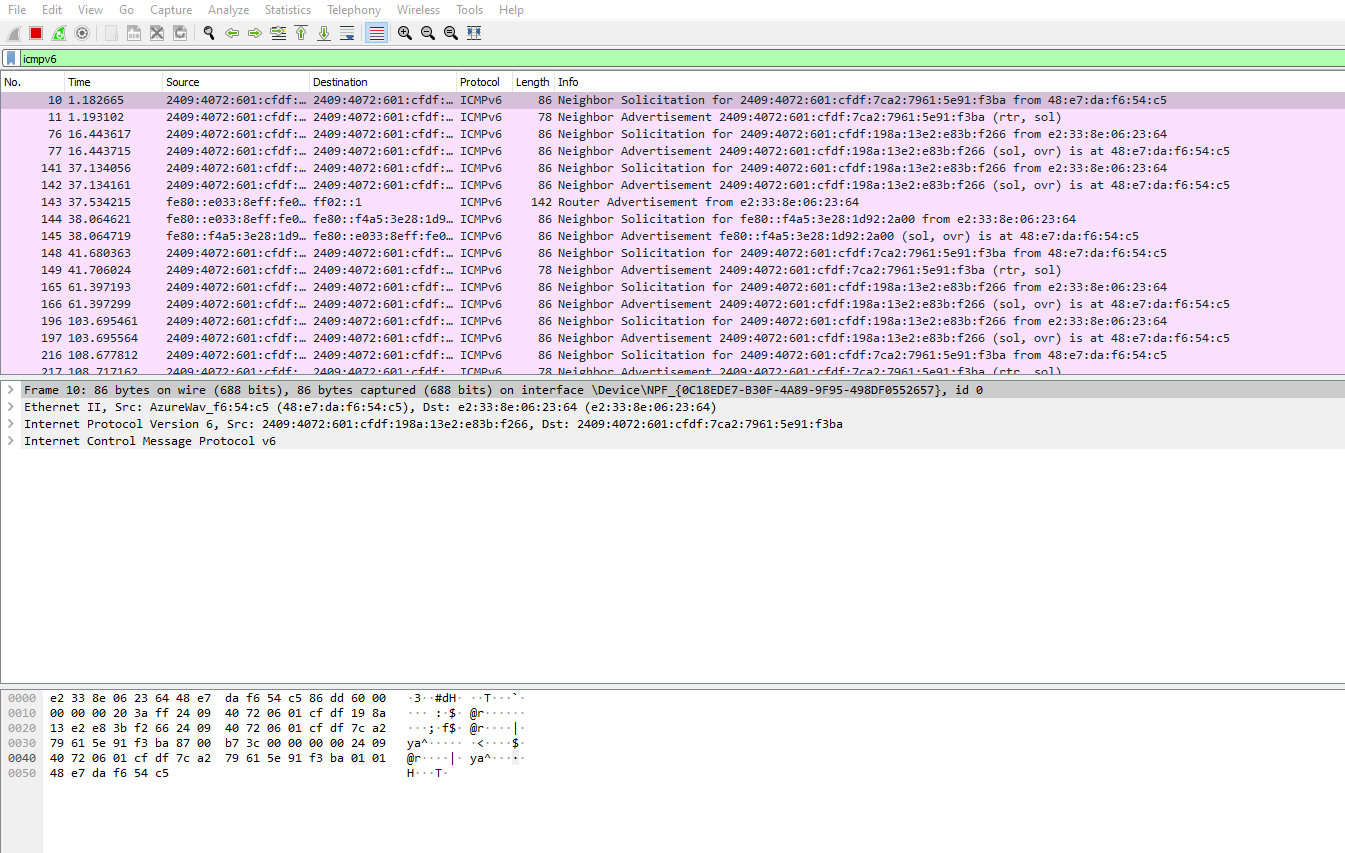 File Edit View Go Capture Analyze Statistics Telephony Wireless Tools Help
icmpv6
No. Time Source Destination Protocol Length Info
10 1.182665 2409:4072:601:cfdf:… 2409:4072:601:cfdf:… ICMPv6 86 Neighbor Solicitation for 2409:4072:601:cfdf:7ca2:7961:5e91:f3ba from 48:e7:da:f6:54:c5
11 1.193102 2409:4072:601:cfdf:… 2409:4072:601:cfdf:… ICMPv6 78 Neighbor Advertisement 2409:4072:601:cfdf:7ca2:7961:5e91:f3ba (rtr, sol)
76 16.443617 2409:4072:601:cfdf:… 2409:4072:601:cfdf:… ICMPv6 86 Neighbor Solicitation for 2409:4072:601:cfdf:198a:13e2:e83b:f266 from e2:33:8e:06:23:64
77 16.443715 2409:4072:601:cfdf:… 2409:4072:601:cfdf:… ICMPv6 86 Neighbor Advertisement 2409:4072:601:cfdf:198a:13e2:e83b:f266 (sol, ovr) is at 48:e7:da:f6:54:c5
141 37.134056 2409:4072:601:cfdf:… 2409:4072:601:cfdf:… ICMPv6 86 Neighbor Solicitation for 2409:4072:601:cfdf:198a:13e2:e83b:f266 from e2:33:8e:06:23:64
142 37.134161 2409:4072:601:cfdf:… 2409:4072:601:cfdf:… ICMPv6 86 Neighbor Advertisement 2409:4072:601:cfdf:198a:13e2:e83b:f266 (sol, ovr) is at 48:e7:da:f6:54:c5
143 37.534215 fe80::e033:8eff:fe0… ff02::1 ICMPv6 142 Router Advertisement from e2:33:8e:06:23:64
144 38.064621 fe80::e033:8eff:fe0… fe80::f4a5:3e28:1d9… ICMPv6 86 Neighbor Solicitation for fe80::f4a5:3e28:1d92:2a00 from e2:33:8e:06:23:64
145 38.064719 fe80::f4a5:3e28:1d9… fe80::e033:8eff:fe0… ICMPv6 86 Neighbor Advertisement fe80::f4a5:3e28:1d92:2a00 (sol, ovr) is at 48:e7:da:f6:54:c5
148 41.680363 2409:4072:601:cfdf:… 2409:4072:601:cfdf:… ICMPv6 86 Neighbor Solicitation for 2409:4072:601:cfdf:7ca2:7961:5e91:f3ba from 48:e7:da:f6:54:c5
149 41.706024 2409:4072:601:cfdf:… 2409:4072:601:cfdf:… ICMPv6 78 Neighbor Advertisement 2409:4072:601:cfdf:7ca2:7961:5e91:f3ba (rtr, sol)
165 61.397193 2409:4072:601:cfdf:… 2409:4072:601:cfdf:… ICMPv6 86 Neighbor Solicitation for 2409:4072:601:cfdf:198a:13e2:e83b:f266 from e2:33:8e:06:23:64
166 61.397299 2409:4072:601:cfdf:… 2409:4072:601:cfdf:… ICMPv6 86 Neighbor Advertisement 2409:4072:601:cfdf:198a:13e2:e83b:f266 (sol, ovr) is at 48:e7:da:f6:54:c5
196 103.695461 2409:4072:601:cfdf:… 2409:4072:601:cfdf:… ICMPv6 86 Neighbor Solicitation for 2409:4072:601:cfdf:198a:13e2:e83b:f266 from e2:33:8e:06:23:64
197 103.695564 2409:4072:601:cfdf:… 2409:4072:601:cfdf:… ICMPv6 86 Neighbor Advertisement 2409:4072:601:cfdf:198a:13e2:e83b:f266 (sol, ovr) is at 48:e7:da:f6:54:c5
216 108.677812 2409:4072:601:cfdf:… 2409:4072:601:cfdf:… ICMPv6 86 Neighbor Solicitation for 2409:4072:601:cfdf:7ca2:7961:5e91:f3ba from 48:e7:da:f6:54:c5
217 108.717162 2409:4072:601:cfdf:… 2409:4072:601:cfdf:… ICMPv6 78 Neighbor Advertisement 2409:4072:601:cfdf:7ca2:7961:5e91:f3ba (rtr, sol)
Frame 10: 86 bytes on wire (688 bits), 86 bytes captured (688 bits) on interface \Device\NPF_{0C18EDE7-B30F-4A89-9F95-498DF0552657}, id 0
Ethernet II, Src: AzureWav_f6:54:c5 (48:e7:da:f6:54:c5), Dst: e2:33:8e:06:23:64 (e2:33:8e:06:23:64)
Internet Protocol Version 6, Src: 2409:4072:601:cfdf:198a:13e2:e83b:f266, Dst: 2409:4072:601:cfdf:7ca2:7961:5e91:f3ba
Internet Control Message Protocol v6
0000 e2 33 8e 06 23 64 48 e7 da f6 54 c5 86 dd 60 00 ·3··#dH· ··T···`·
0010 00 00 00 20 3a ff 24 09 40 72 06 01 cf df 19 8a ··· :·$· @r······
0020 13 e2 e8 3b f2 66 24 09 40 72 06 01 cf df 7c a2 ···;·f$· @r····|·
0030 79 61 5e 91 f3 ba 87 00 b7 3c 00 00 00 00 24 09 ya^····· ·<····$·
0040 40 72 06 01 cf df 7c a2 79 61 5e 91 f3 ba 01 01 @r····|· ya^·····
0050 48 e7 da f6 54 c5 H···T·